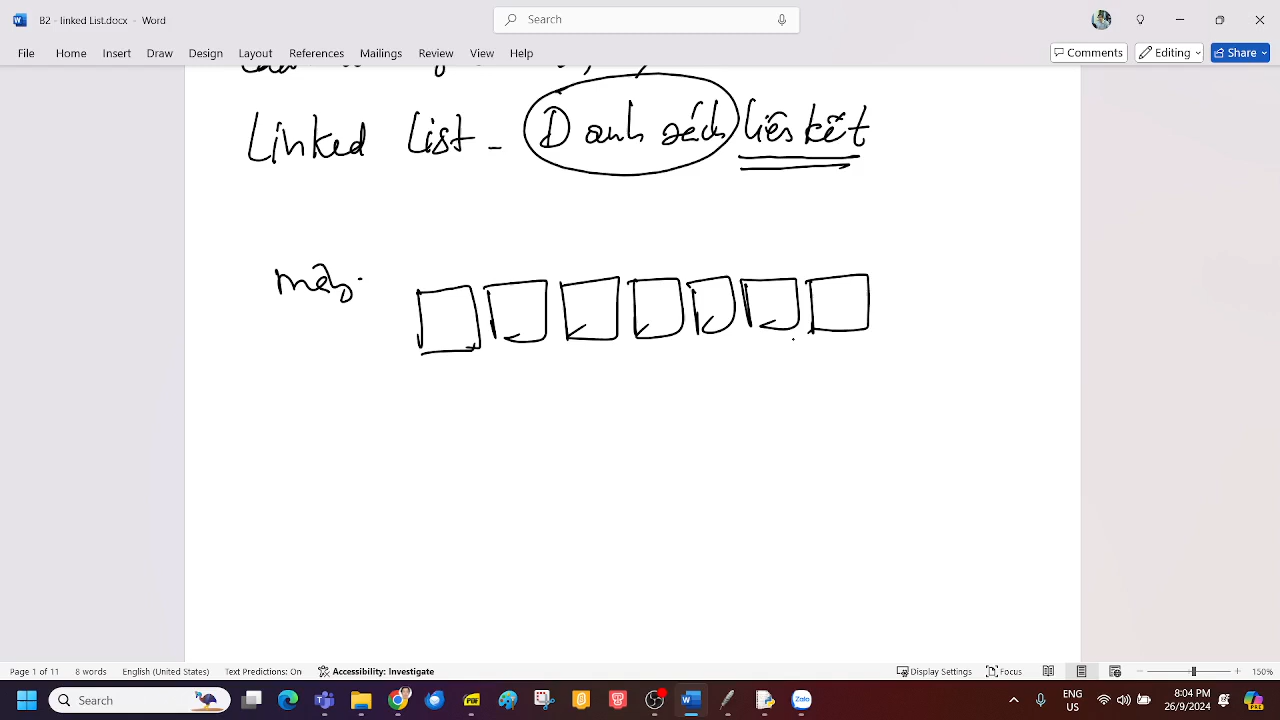 B2 - linked List.docx - Word
Search
File Home Insert Draw Design Layout References Mailings Review View Help
Comments Editing Share
Linked List - Danh sách liên kết
mảng
Page 1 of 11 8 words English (United States) Text Predictions: On Accessibility: Investigate
Display Settings Focus 150%
Search
ENG
US
8:04 PM
26/9/2024